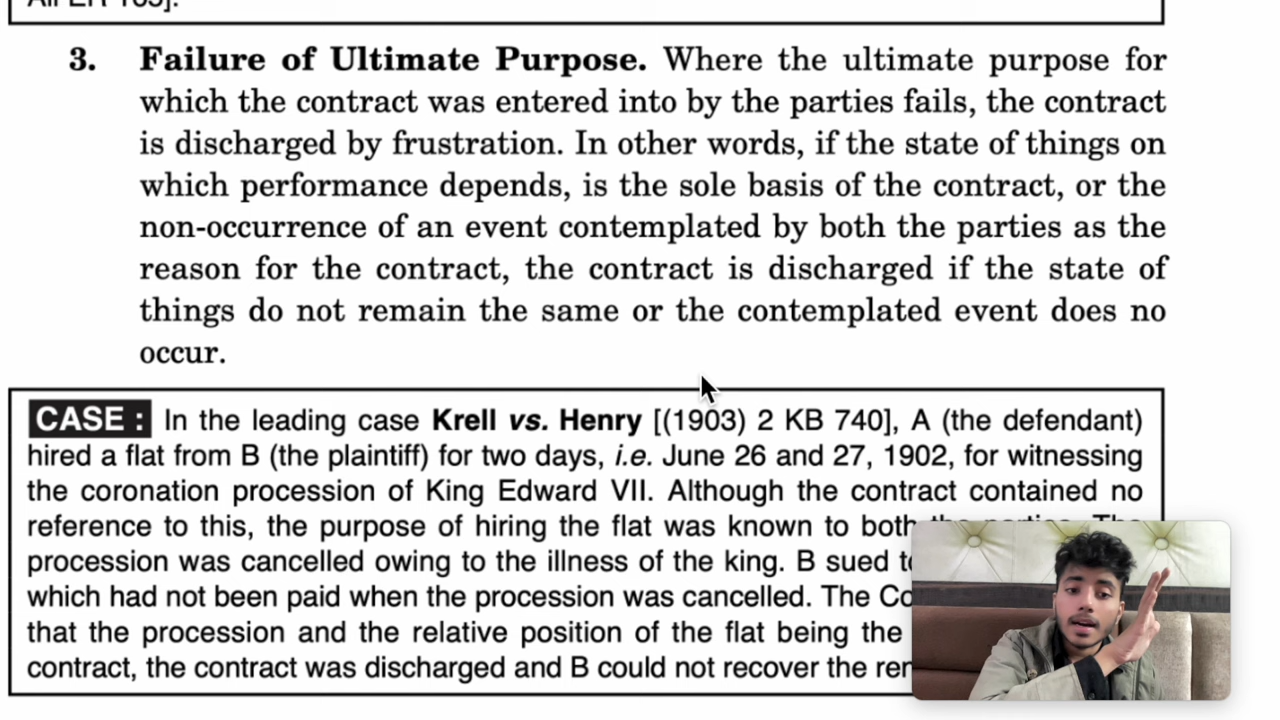 3. Failure of Ultimate Purpose. Where the ultimate purpose for
which the contract was entered into by the parties fails, the contract
is discharged by frustration. In other words, if the state of things on
which performance depends, is the sole basis of the contract, or the
non-occurrence of an event contemplated by both the parties as the
reason for the contract, the contract is discharged if the state of
things do not remain the same or the contemplated event does no
occur.
CASE : In the leading case Krell vs. Henry [(1903) 2 KB 740], A (the defendant)
hired a flat from B (the plaintiff) for two days, i.e. June 26 and 27, 1902, for witnessing
the coronation procession of King Edward VII. Although the contract contained no
reference to this, the purpose of hiring the flat was known to both
procession was cancelled owing to the illness of the king. B sued
which had not been paid when the procession was cancelled. The
that the procession and the relative position of the flat being the
contract, the contract was discharged and B could not recover the